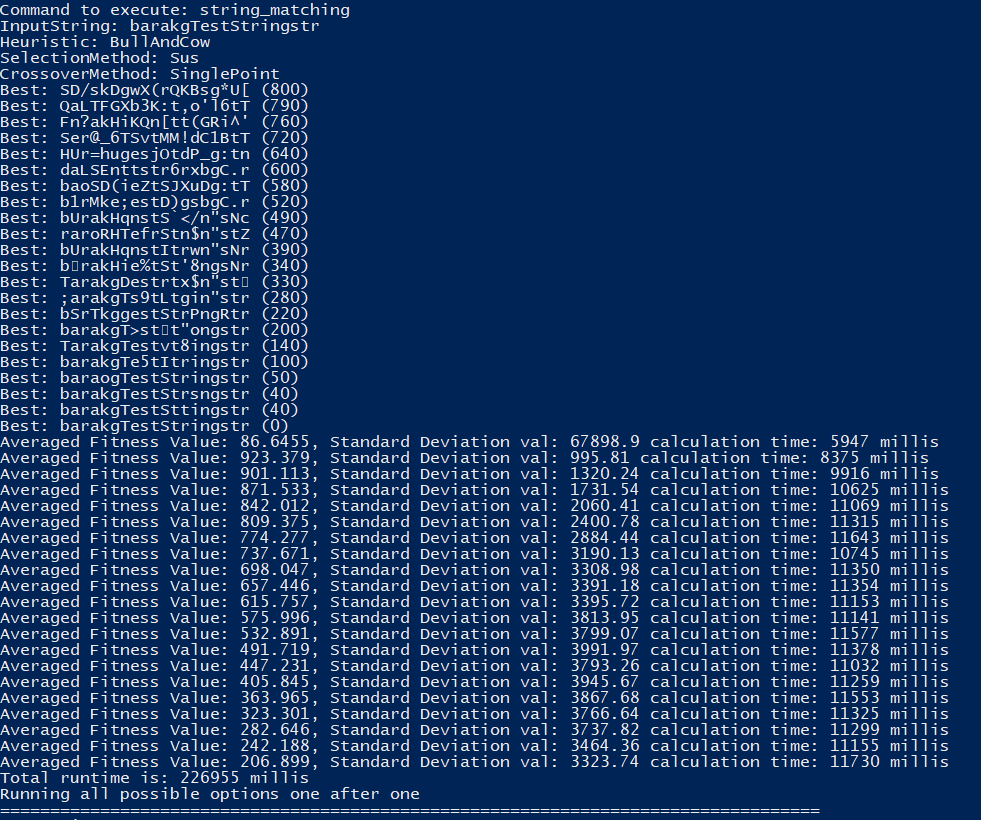 Command to execute: string_matching
InputString: barakgTestStringstr
Heuristic: BullAndCow
SelectionMethod: Sus
CrossoverMethod: SinglePoint
Best: SD/skDgwX(rQKBsg*U[ (800)
Best: QaLTFGXb3K:t,o'l6tT (790)
Best: Fn?akHiKQn[tt(GRi^' (760)
Best: Ser@_6TSvtMM!dC1BtT (720)
Best: HUr=hugesjOtdP_g:tn (640)
Best: daLSEnttstr6rxbgC.r (600)
Best: baoSD(ieZtSJXuDg:tT (580)
Best: b1rMke;estD)gsbgC.r (520)
Best: bUrakHqnstS`</n"sNc (490)
Best: raroRHTefrStn$n"stZ (470)
Best: bUrakHqnstItrwn"sNr (390)
Best: b▯rakHie%tSt'8ngsNr (340)
Best: TarakgDestrtx$n"st▯ (330)
Best: ;arakgTs9tLtgin"str (280)
Best: bSrTkggestStrPngRtr (220)
Best: barakgT>st▯t"ongstr (200)
Best: TarakgTestvt8ingstr (140)
Best: barakgTe5tItringstr (100)
Best: baraogTestStringstr (50)
Best: barakgTestStrsngstr (40)
Best: barakgTestSttingstr (40)
Best: barakgTestStringstr (0)
Averaged Fitness Value: 86.6455, Standard Deviation val: 67898.9 calculation time: 5947 millis
Averaged Fitness Value: 923.379, Standard Deviation val: 995.81 calculation time: 8375 millis
Averaged Fitness Value: 901.113, Standard Deviation val: 1320.24 calculation time: 9916 millis
Averaged Fitness Value: 871.533, Standard Deviation val: 1731.54 calculation time: 10625 millis
Averaged Fitness Value: 842.012, Standard Deviation val: 2060.41 calculation time: 11069 millis
Averaged Fitness Value: 809.375, Standard Deviation val: 2400.78 calculation time: 11315 millis
Averaged Fitness Value: 774.277, Standard Deviation val: 2884.44 calculation time: 11643 millis
Averaged Fitness Value: 737.671, Standard Deviation val: 3190.13 calculation time: 10745 millis
Averaged Fitness Value: 698.047, Standard Deviation val: 3308.98 calculation time: 11350 millis
Averaged Fitness Value: 657.446, Standard Deviation val: 3391.18 calculation time: 11354 millis
Averaged Fitness Value: 615.757, Standard Deviation val: 3395.72 calculation time: 11153 millis
Averaged Fitness Value: 575.996, Standard Deviation val: 3813.95 calculation time: 11141 millis
Averaged Fitness Value: 532.891, Standard Deviation val: 3799.07 calculation time: 11577 millis
Averaged Fitness Value: 491.719, Standard Deviation val: 3991.97 calculation time: 11378 millis
Averaged Fitness Value: 447.231, Standard Deviation val: 3793.26 calculation time: 11032 millis
Averaged Fitness Value: 405.845, Standard Deviation val: 3945.67 calculation time: 11259 millis
Averaged Fitness Value: 363.965, Standard Deviation val: 3867.68 calculation time: 11553 millis
Averaged Fitness Value: 323.301, Standard Deviation val: 3766.64 calculation time: 11325 millis
Averaged Fitness Value: 282.646, Standard Deviation val: 3737.82 calculation time: 11299 millis
Averaged Fitness Value: 242.188, Standard Deviation val: 3464.36 calculation time: 11155 millis
Averaged Fitness Value: 206.899, Standard Deviation val: 3323.74 calculation time: 11730 millis
Total runtime is: 226955 millis
Running all possible options one after one
==================================================================================